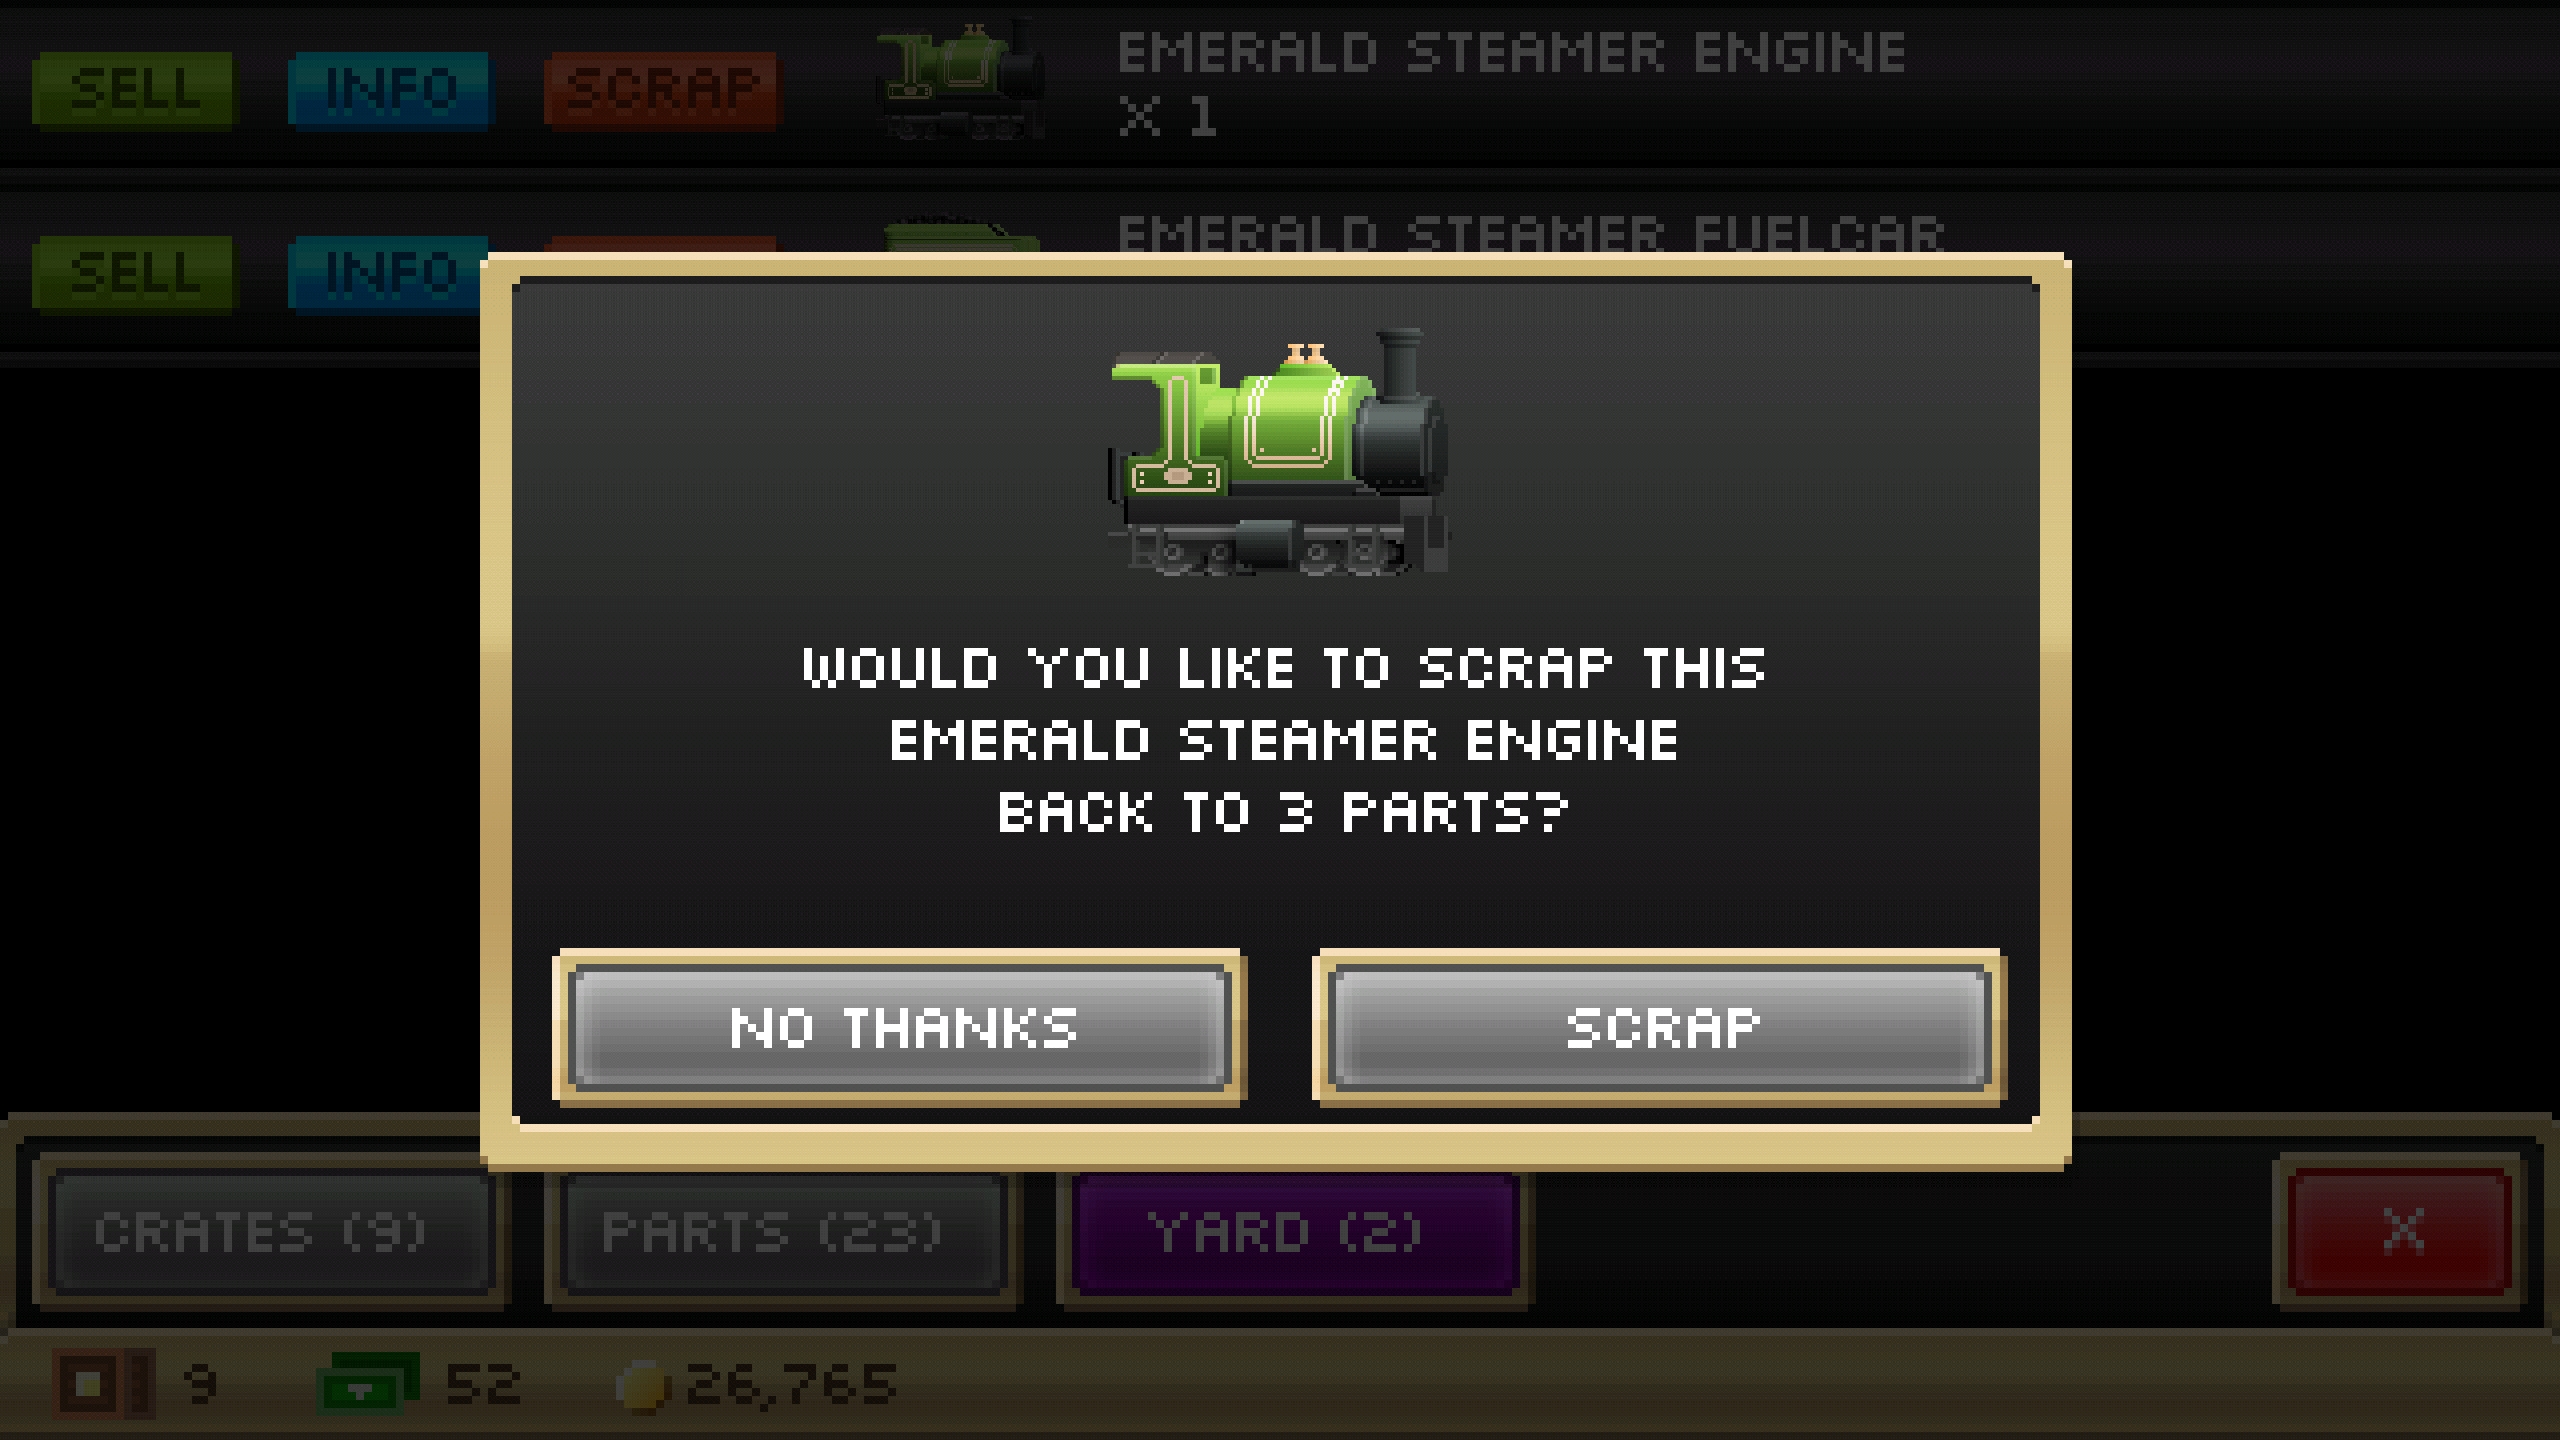 SELL INFO SCRAP EMERALD STEAMER ENGINE
X 1
SELL INFO EMERALD STEAMER FUELCAR
WOULD YOU LIKE TO SCRAP THIS
EMERALD STEAMER ENGINE
BACK TO 3 PARTS?
NO THANKS SCRAP
CRATES (9) PARTS (23) YARD (2) X
9 52 26,765